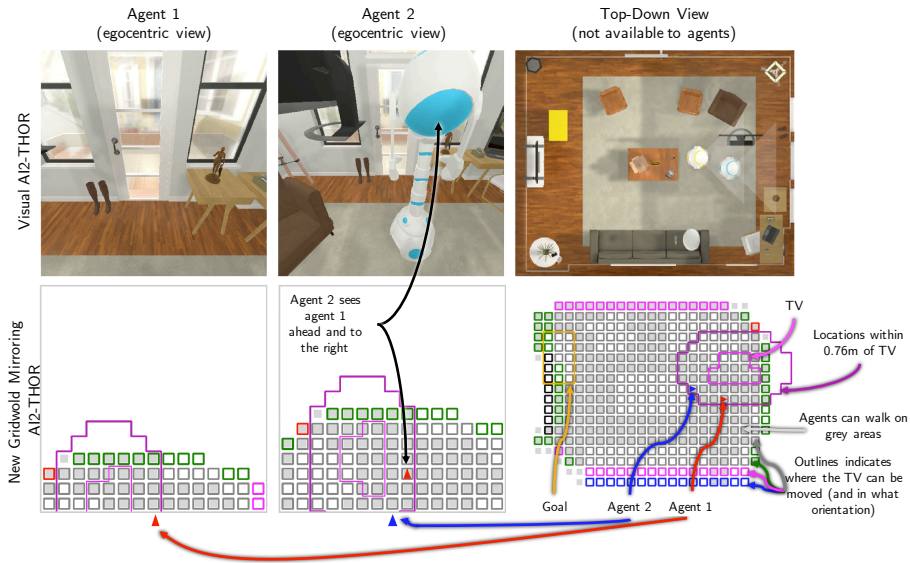 Agent 1
(egocentric view)
Agent 2
(egocentric view)
Top-Down View
(not available to agents)
Visual AI2-THOR
New Gridwold Mirroring
AI2-THOR
Agent 2 sees
agent 1
ahead and to
the right
TV
Locations within
0.76m of TV
Agents can walk on
grey areas
Outlines indicates
where the TV can be
moved (and in what
orientation)
Goal
Agent 2
Agent 1